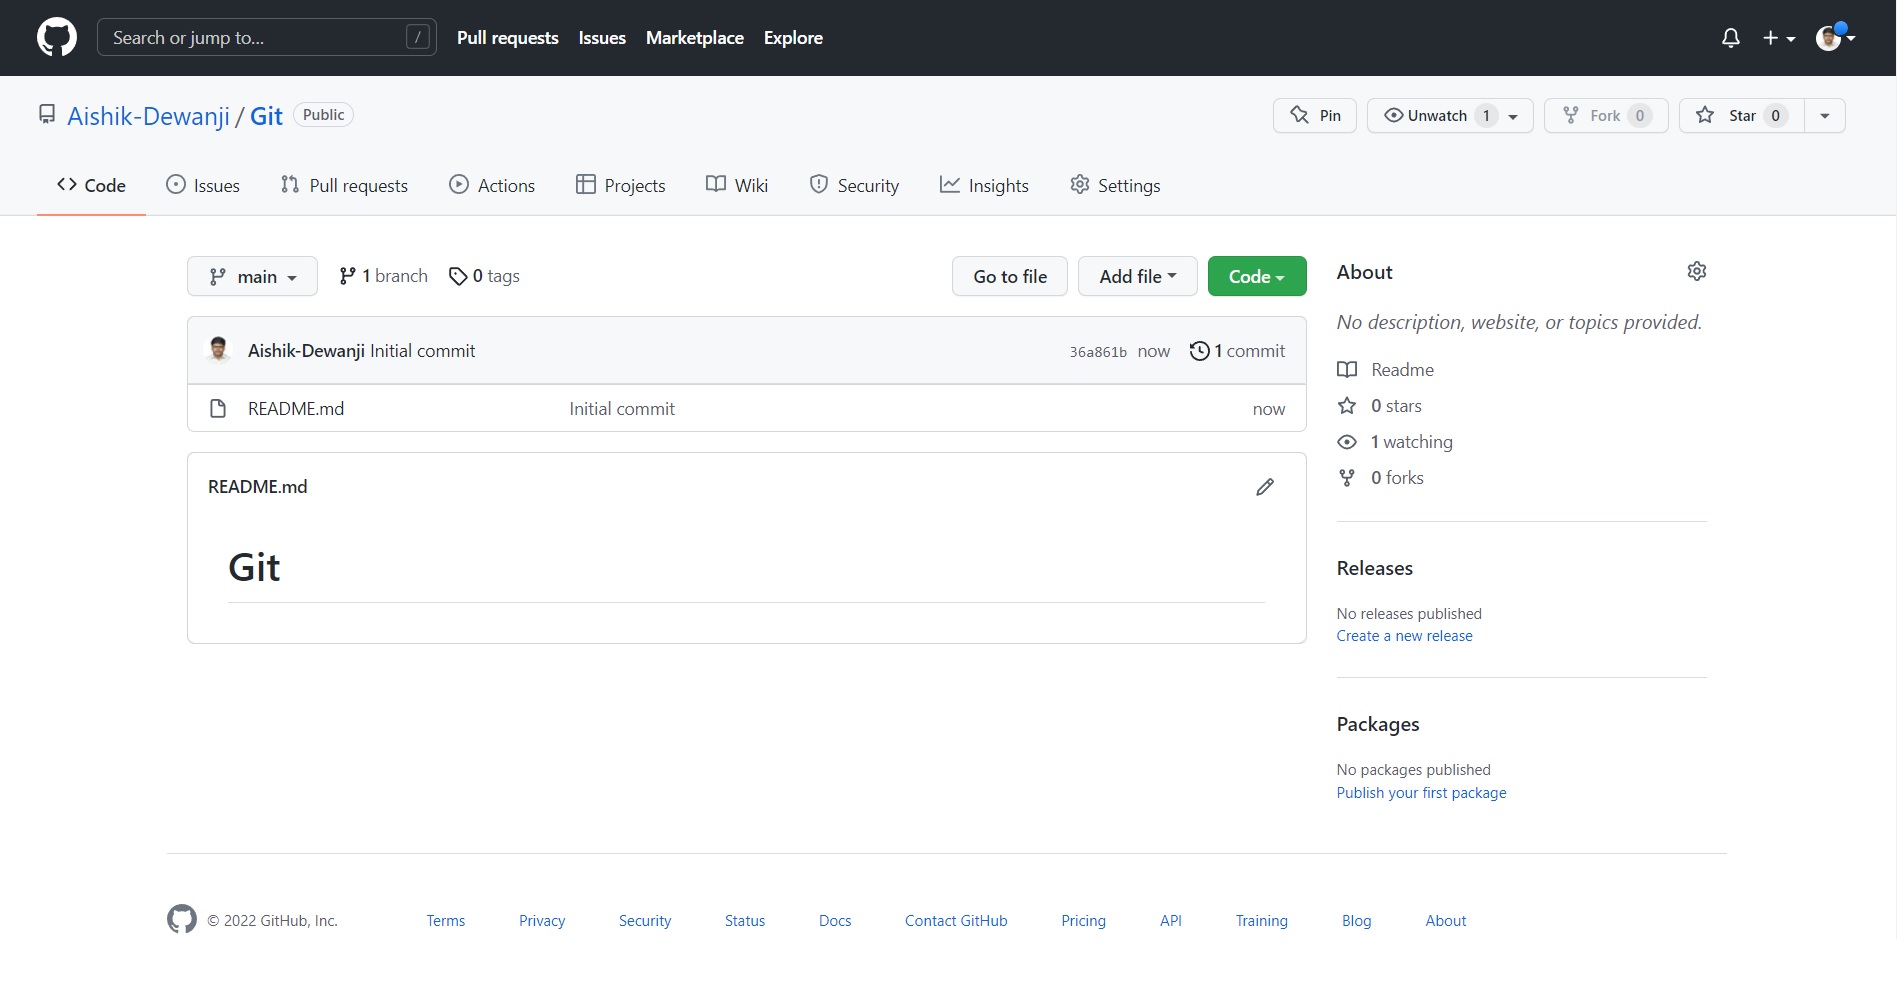 Search or jump to... / Pull requests Issues Marketplace Explore
Aishik-Dewanji / Git Public Pin Unwatch 1 Fork 0 Star 0
Code Issues Pull requests Actions Projects Wiki Security Insights Settings
main 1 branch 0 tags Go to file Add file Code
Aishik-Dewanji Initial commit 36a861b now 1 commit
README.md Initial commit now
README.md
Git
About
No description, website, or topics provided.
Readme
0 stars
1 watching
0 forks
Releases
No releases published
Create a new release
Packages
No packages published
Publish your first package
© 2022 GitHub, Inc. Terms Privacy Security Status Docs Contact GitHub Pricing API Training Blog About